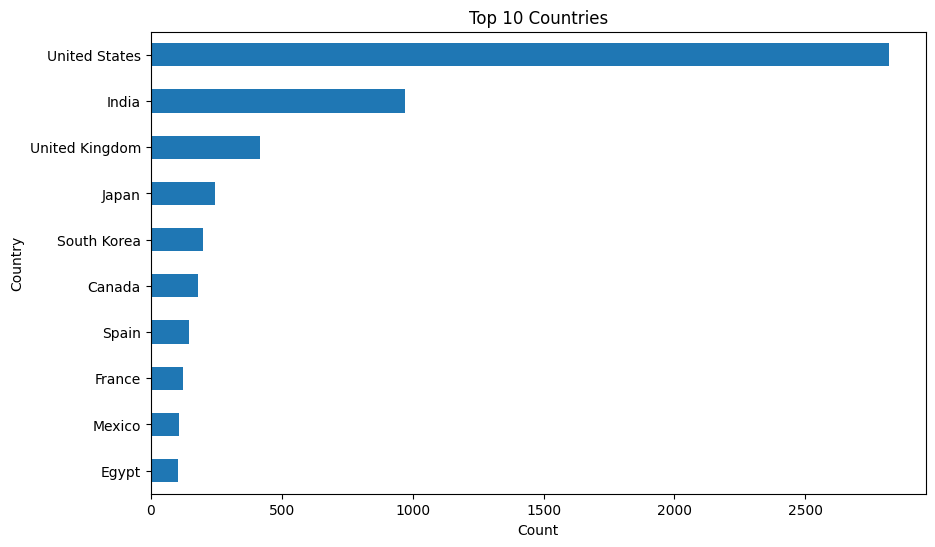 Top 10 Countries
United States
India
United Kingdom
Japan
South Korea
Canada
Spain
France
Mexico
Egypt
Country
0 500 1000 1500 2000 2500
Count